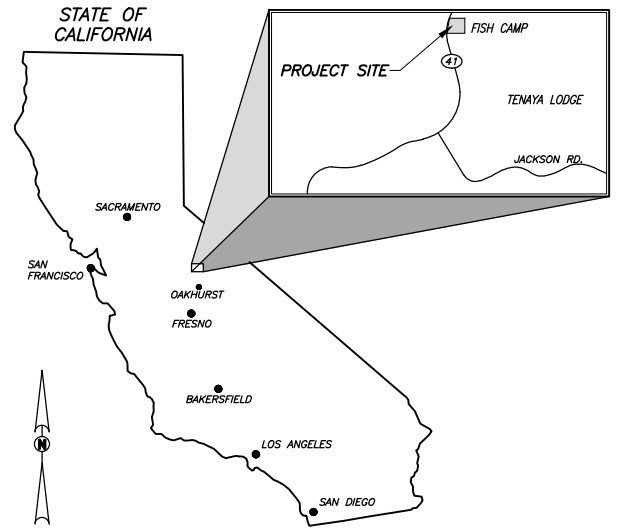 STATE OF
CALIFORNIA
FISH CAMP
PROJECT SITE
41
TENAYA LODGE
JACKSON RD.
SACRAMENTO
SAN
FRANCISCO
OAKHURST
FRESNO
BAKERSFIELD
N
LOS ANGELES
SAN DIEGO